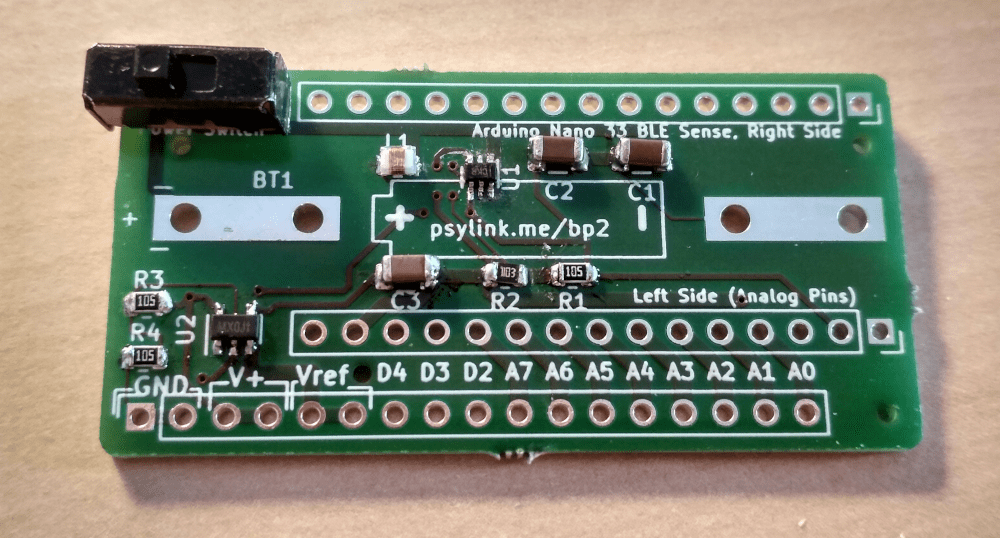 Power Switch
Arduino Nano 33 BLE Sense, Right Side
L1
U1
BT1
C2
C1
+
−
+
−
psylink.me/bp2
−
R3
105
C3
103
R2
105
R1
Left Side (Analog Pins)
R4
105
U2
GND
V+
Vref
D4 D3 D2 A7 A6 A5 A4 A3 A2 A1 A0